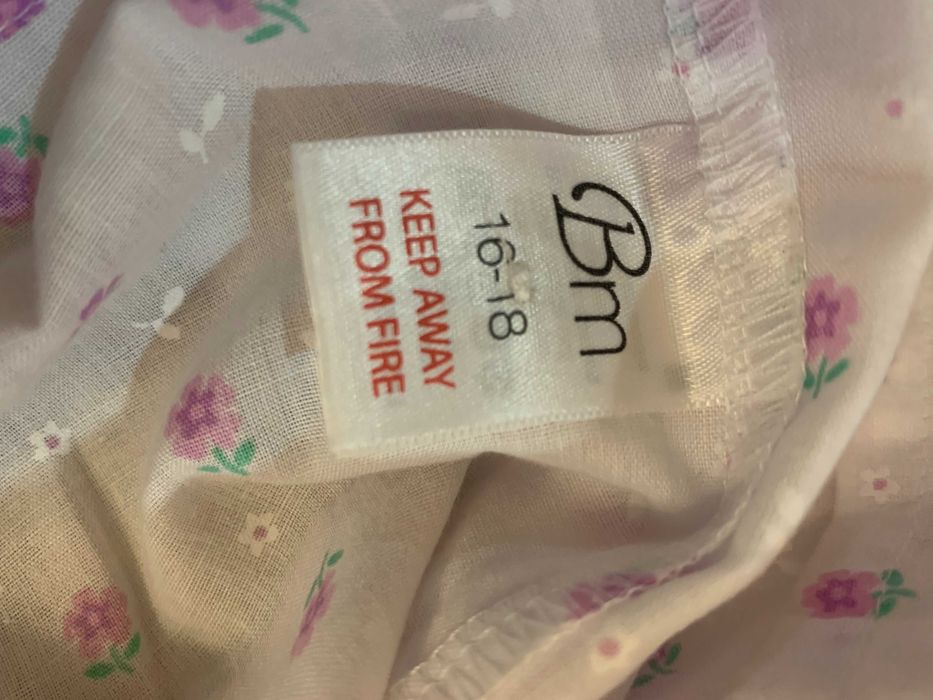 Bm
16-18
KEEP AWAY
FROM FIRE